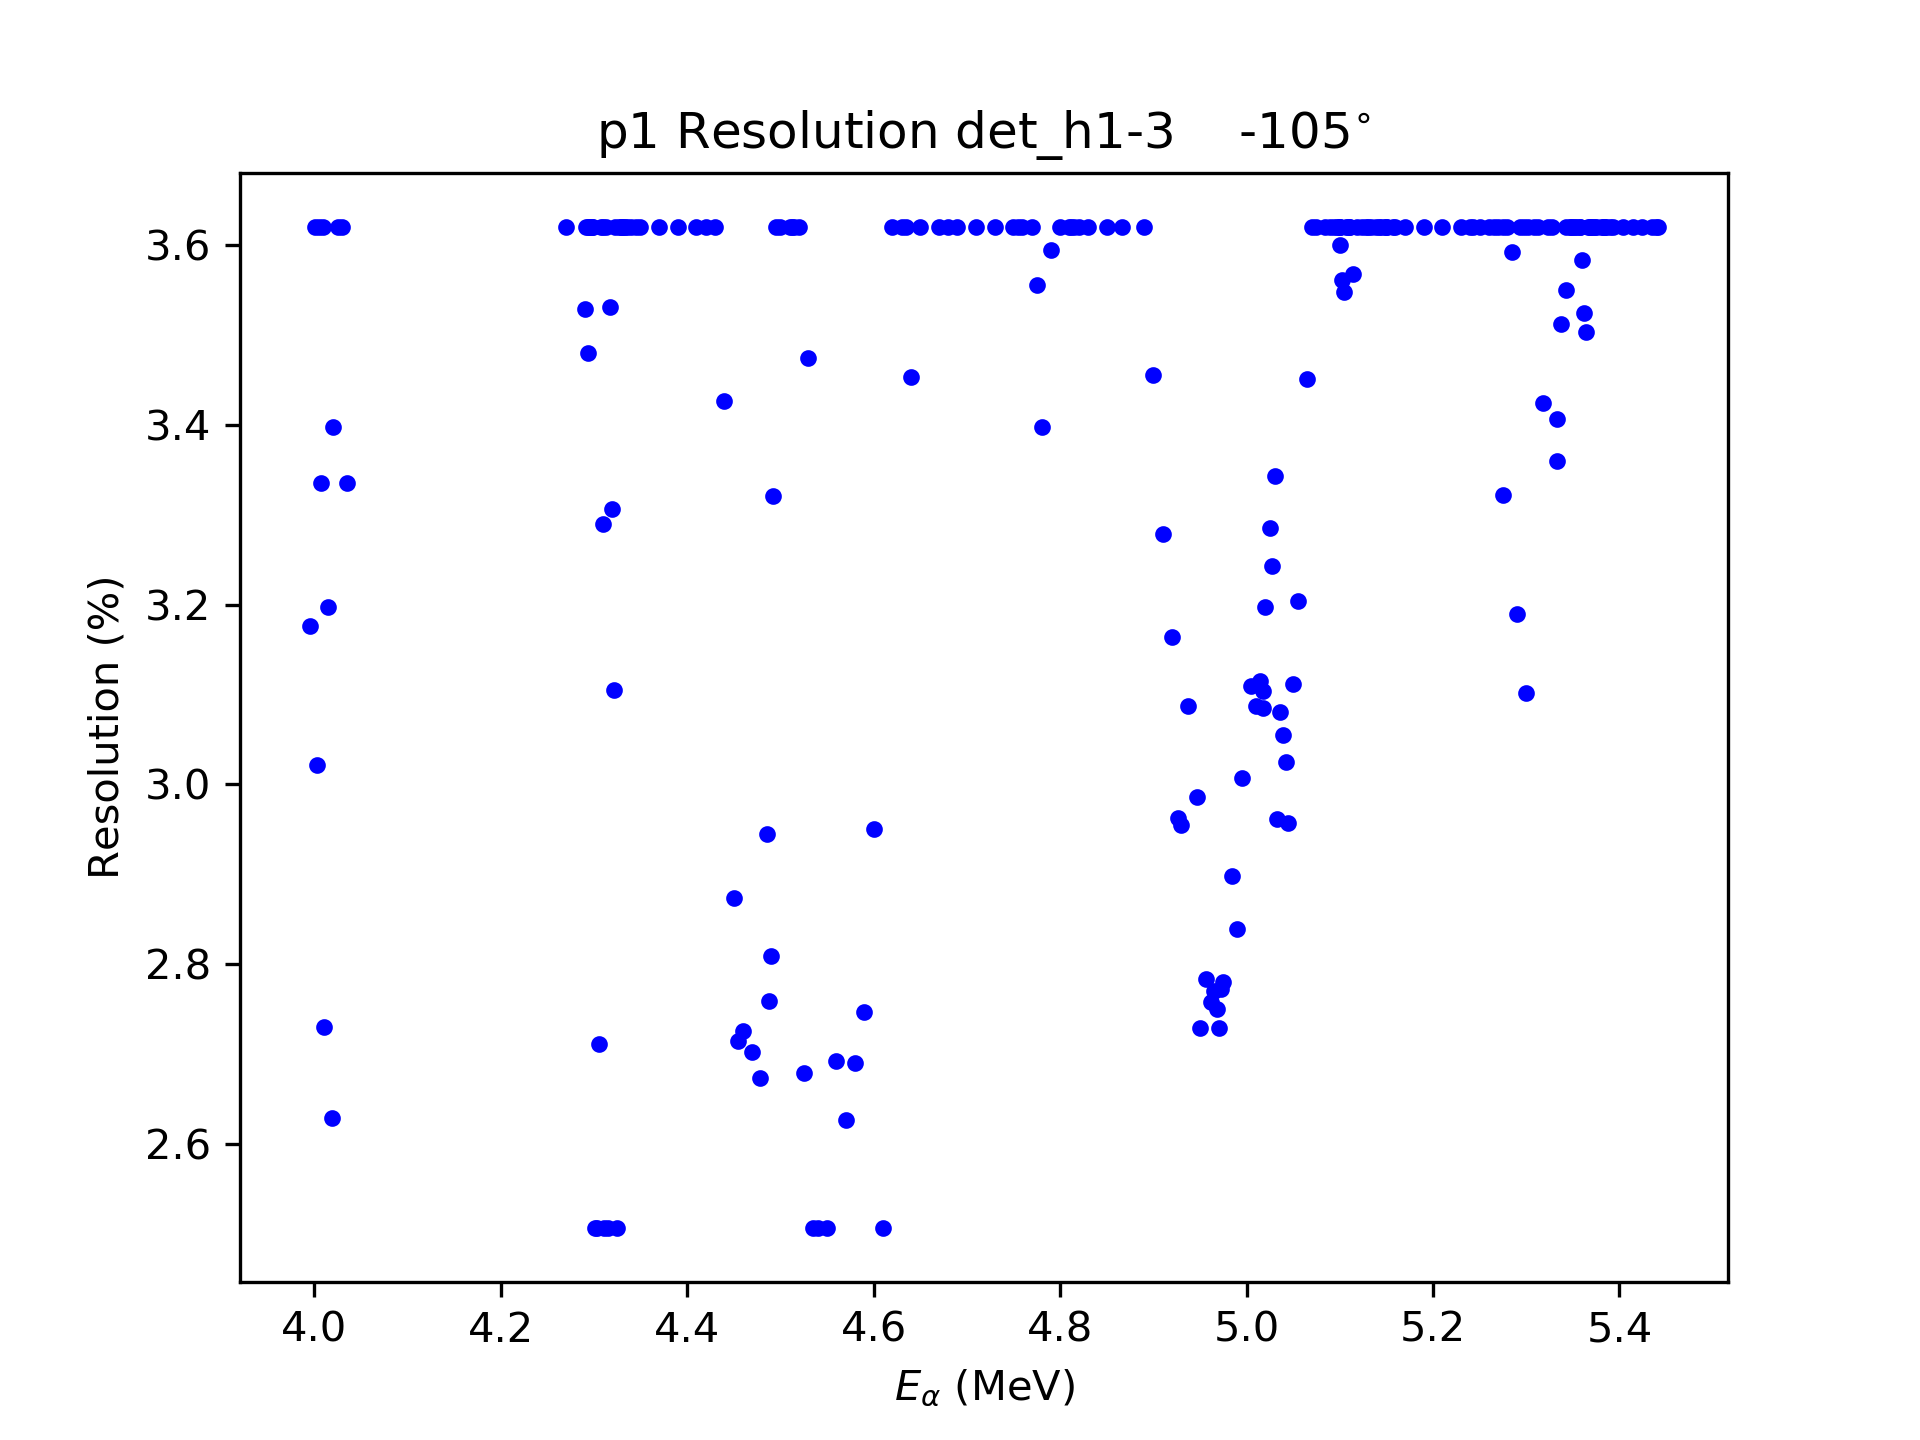 p1 Resolution det_h1-3 -105°
Resolution (%)
3.6
3.4
3.2
3.0
2.8
2.6
4.0 4.2 4.4 4.6 4.8 5.0 5.2 5.4
Eα (MeV)